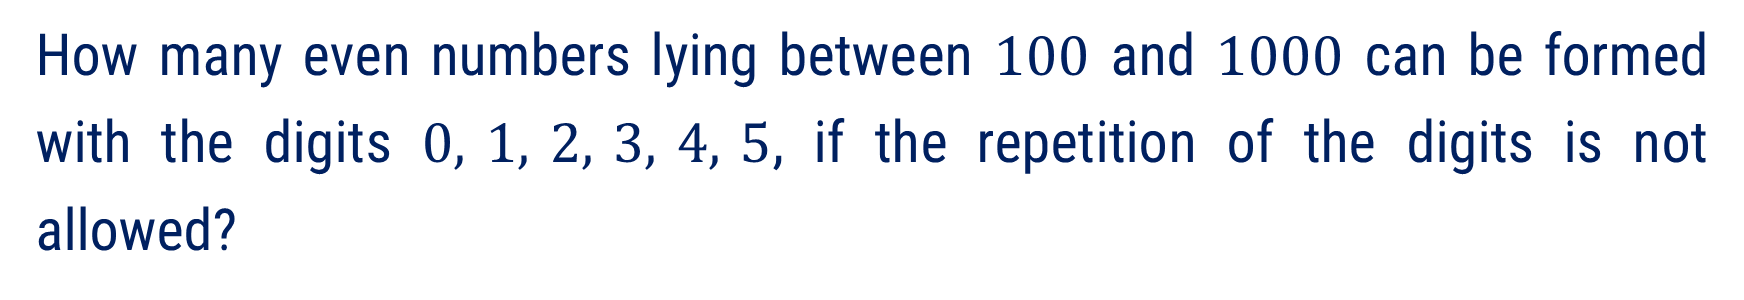 How many even numbers lying between 100 and 1000 can be formed
with the digits 0, 1, 2, 3, 4, 5, if the repetition of the digits is not
allowed?